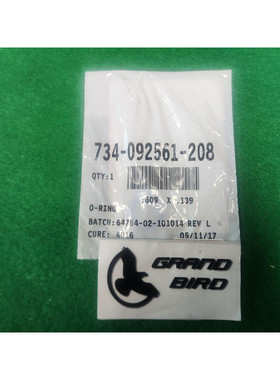 734-092561-208
QTY:1
.609 X .139
O-RING
BATCH:64754-02-101014 REV L
CURE: 4Q16 05/11/17
GRAND
BIRD